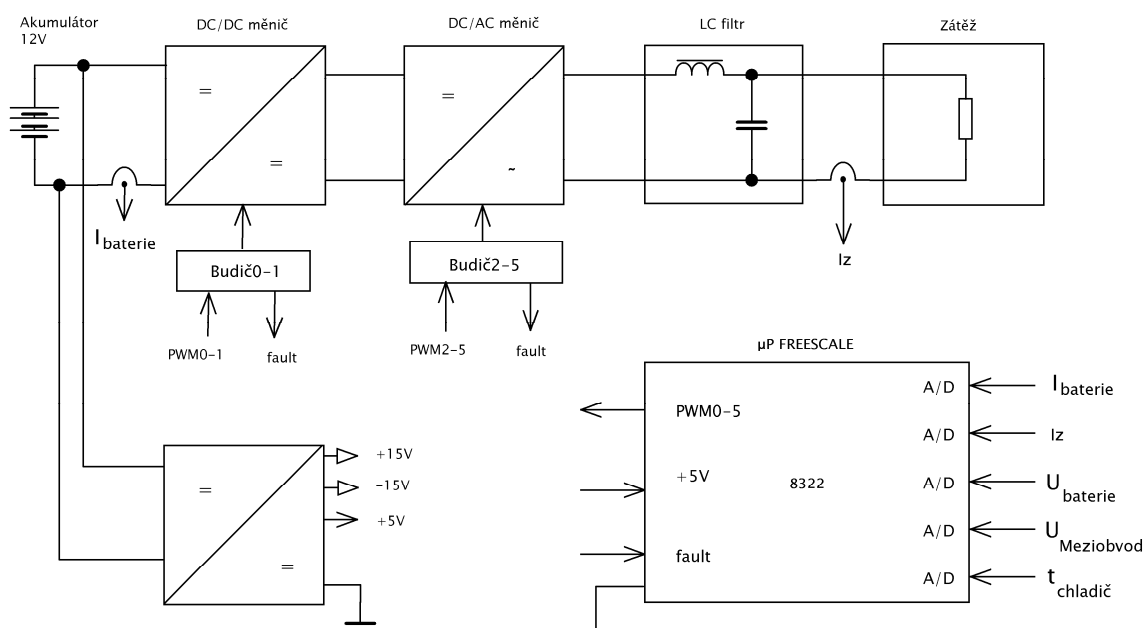 Akumulátor
12V
DC/DC měnič
DC/AC měnič
LC filtr
Zátěž
=
=
=
~
I baterie
Budič0-1
Budič2-5
Iz
PWM0-1
fault
PWM2-5
fault
µP FREESCALE
=
=
+15V
-15V
+5V
PWM0-5
+5V
fault
8322
A/D
I baterie
A/D
Iz
A/D
U baterie
A/D
U Meziobvod
A/D
t chladič